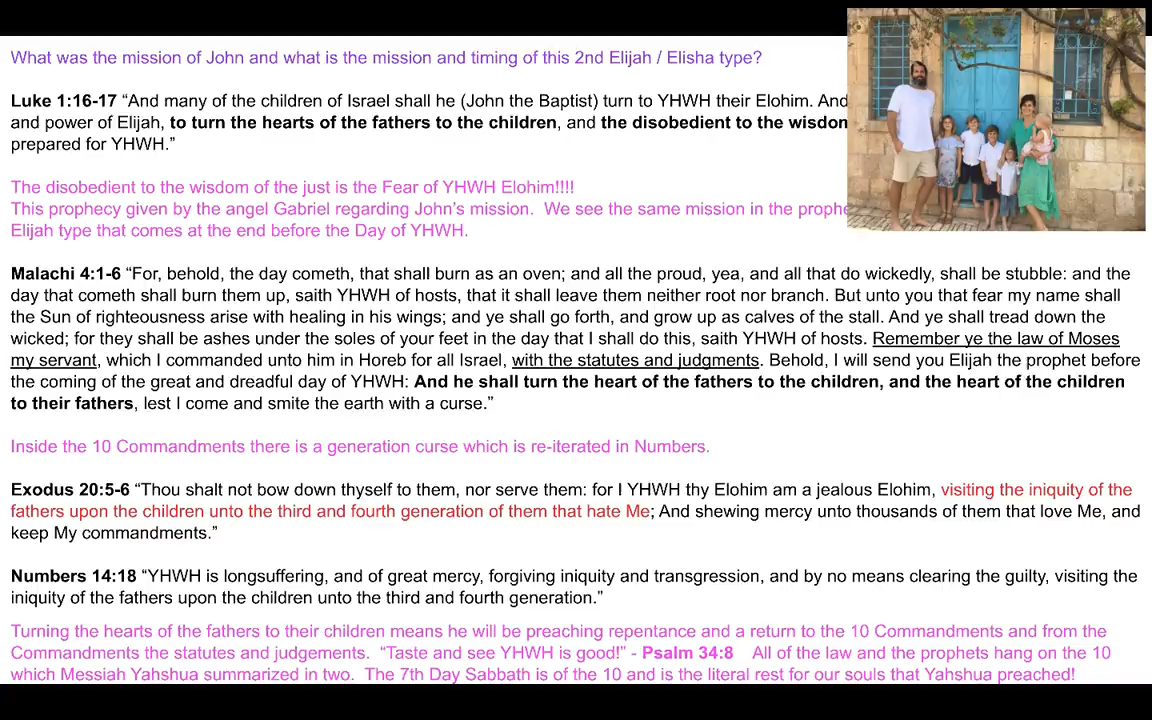 What was the mission of John and what is the mission and timing of this 2nd Elijah / Elisha type?
Luke 1:16-17 “And many of the children of Israel shall he (John the Baptist) turn to YHWH their Elohim. And
and power of Elijah, to turn the hearts of the fathers to the children, and the disobedient to the wisdom
prepared for YHWH.”
The disobedient to the wisdom of the just is the Fear of YHWH Elohim!!!!
This prophecy given by the angel Gabriel regarding John’s mission.  We see the same mission in the prophe
Elijah type that comes at the end before the Day of YHWH.
Malachi 4:1-6 “For, behold, the day cometh, that shall burn as an oven; and all the proud, yea, and all that do wickedly, shall be stubble: and the
day that cometh shall burn them up, saith YHWH of hosts, that it shall leave them neither root nor branch. But unto you that fear my name shall
the Sun of righteousness arise with healing in his wings; and ye shall go forth, and grow up as calves of the stall. And ye shall tread down the
wicked; for they shall be ashes under the soles of your feet in the day that I shall do this, saith YHWH of hosts. Remember ye the law of Moses
my servant, which I commanded unto him in Horeb for all Israel, with the statutes and judgments. Behold, I will send you Elijah the prophet before
the coming of the great and dreadful day of YHWH: And he shall turn the heart of the fathers to the children, and the heart of the children
to their fathers, lest I come and smite the earth with a curse.”
Inside the 10 Commandments there is a generation curse which is re-iterated in Numbers.
Exodus 20:5-6 “Thou shalt not bow down thyself to them, nor serve them: for I YHWH thy Elohim am a jealous Elohim, visiting the iniquity of the
fathers upon the children unto the third and fourth generation of them that hate Me; And shewing mercy unto thousands of them that love Me, and
keep My commandments.”
Numbers 14:18 “YHWH is longsuffering, and of great mercy, forgiving iniquity and transgression, and by no means clearing the guilty, visiting the
iniquity of the fathers upon the children unto the third and fourth generation.”
Turning the hearts of the fathers to their children means he will be preaching repentance and a return to the 10 Commandments and from the
Commandments the statutes and judgements.  “Taste and see YHWH is good!” - Psalm 34:8    All of the law and the prophets hang on the 10
which Messiah Yahshua summarized in two.  The 7th Day Sabbath is of the 10 and is the literal rest for our souls that Yahshua preached!